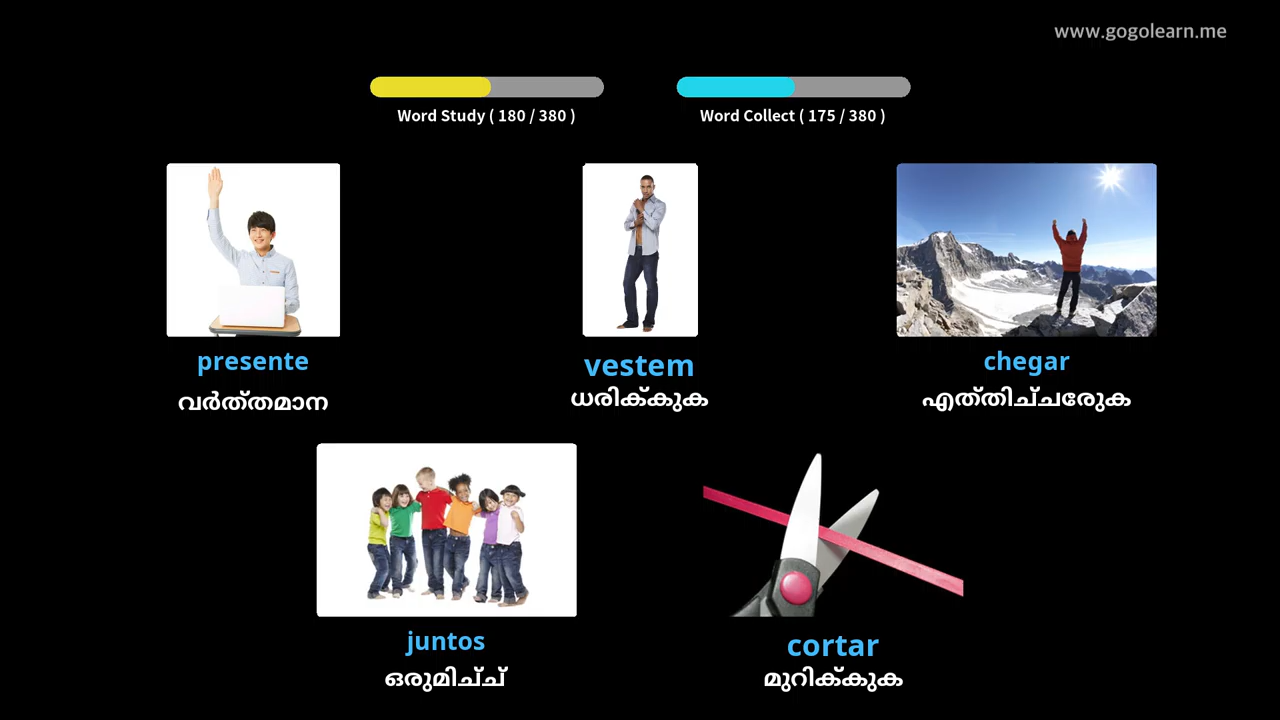 www.gogolearn.me
Word Study ( 180 / 380 )
Word Collect ( 175 / 380 )
presente
vestem
chegar
വർത്തമാന
ധരിക്കുക
എത്തിച്ചരേുക
juntos
cortar
ഒരുമിച്ച്
മുറിക്കുക